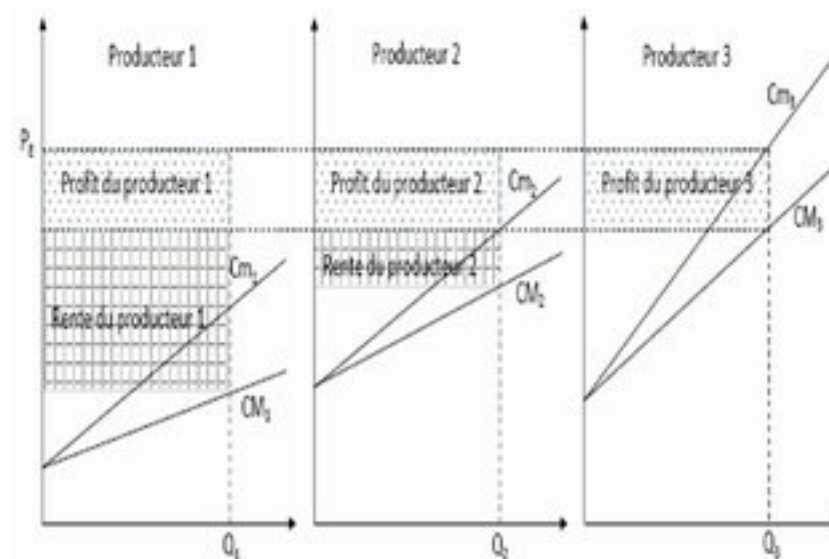 Producteur 1
Producteur 2
Producteur 3
Cm₃
P_E
Profit du producteur 1
Profit du producteur 2
Cm₂
Profit du producteur 3
CM₃
Cm₁
Rente du producteur 2
CM₂
Rente du producteur 1
CM₁
Q₁
Q₂
Q₃